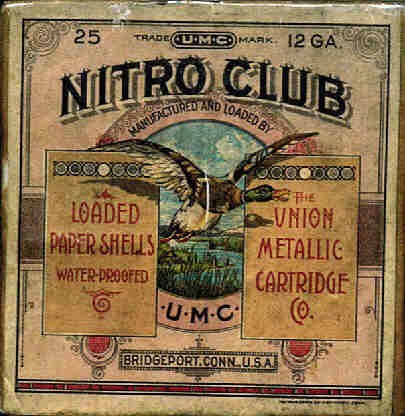 25 TRADE U·M·C MARK. 12 GA.
NITRO CLUB
MANUFACTURED AND LOADED BY
LOADED
PAPER SHELLS
WATER-PROOFED
THE
UNION
METALLIC
CARTRIDGE
CO.
·U·M·C·
BRIDGEPORT, CONN., U.S.A.